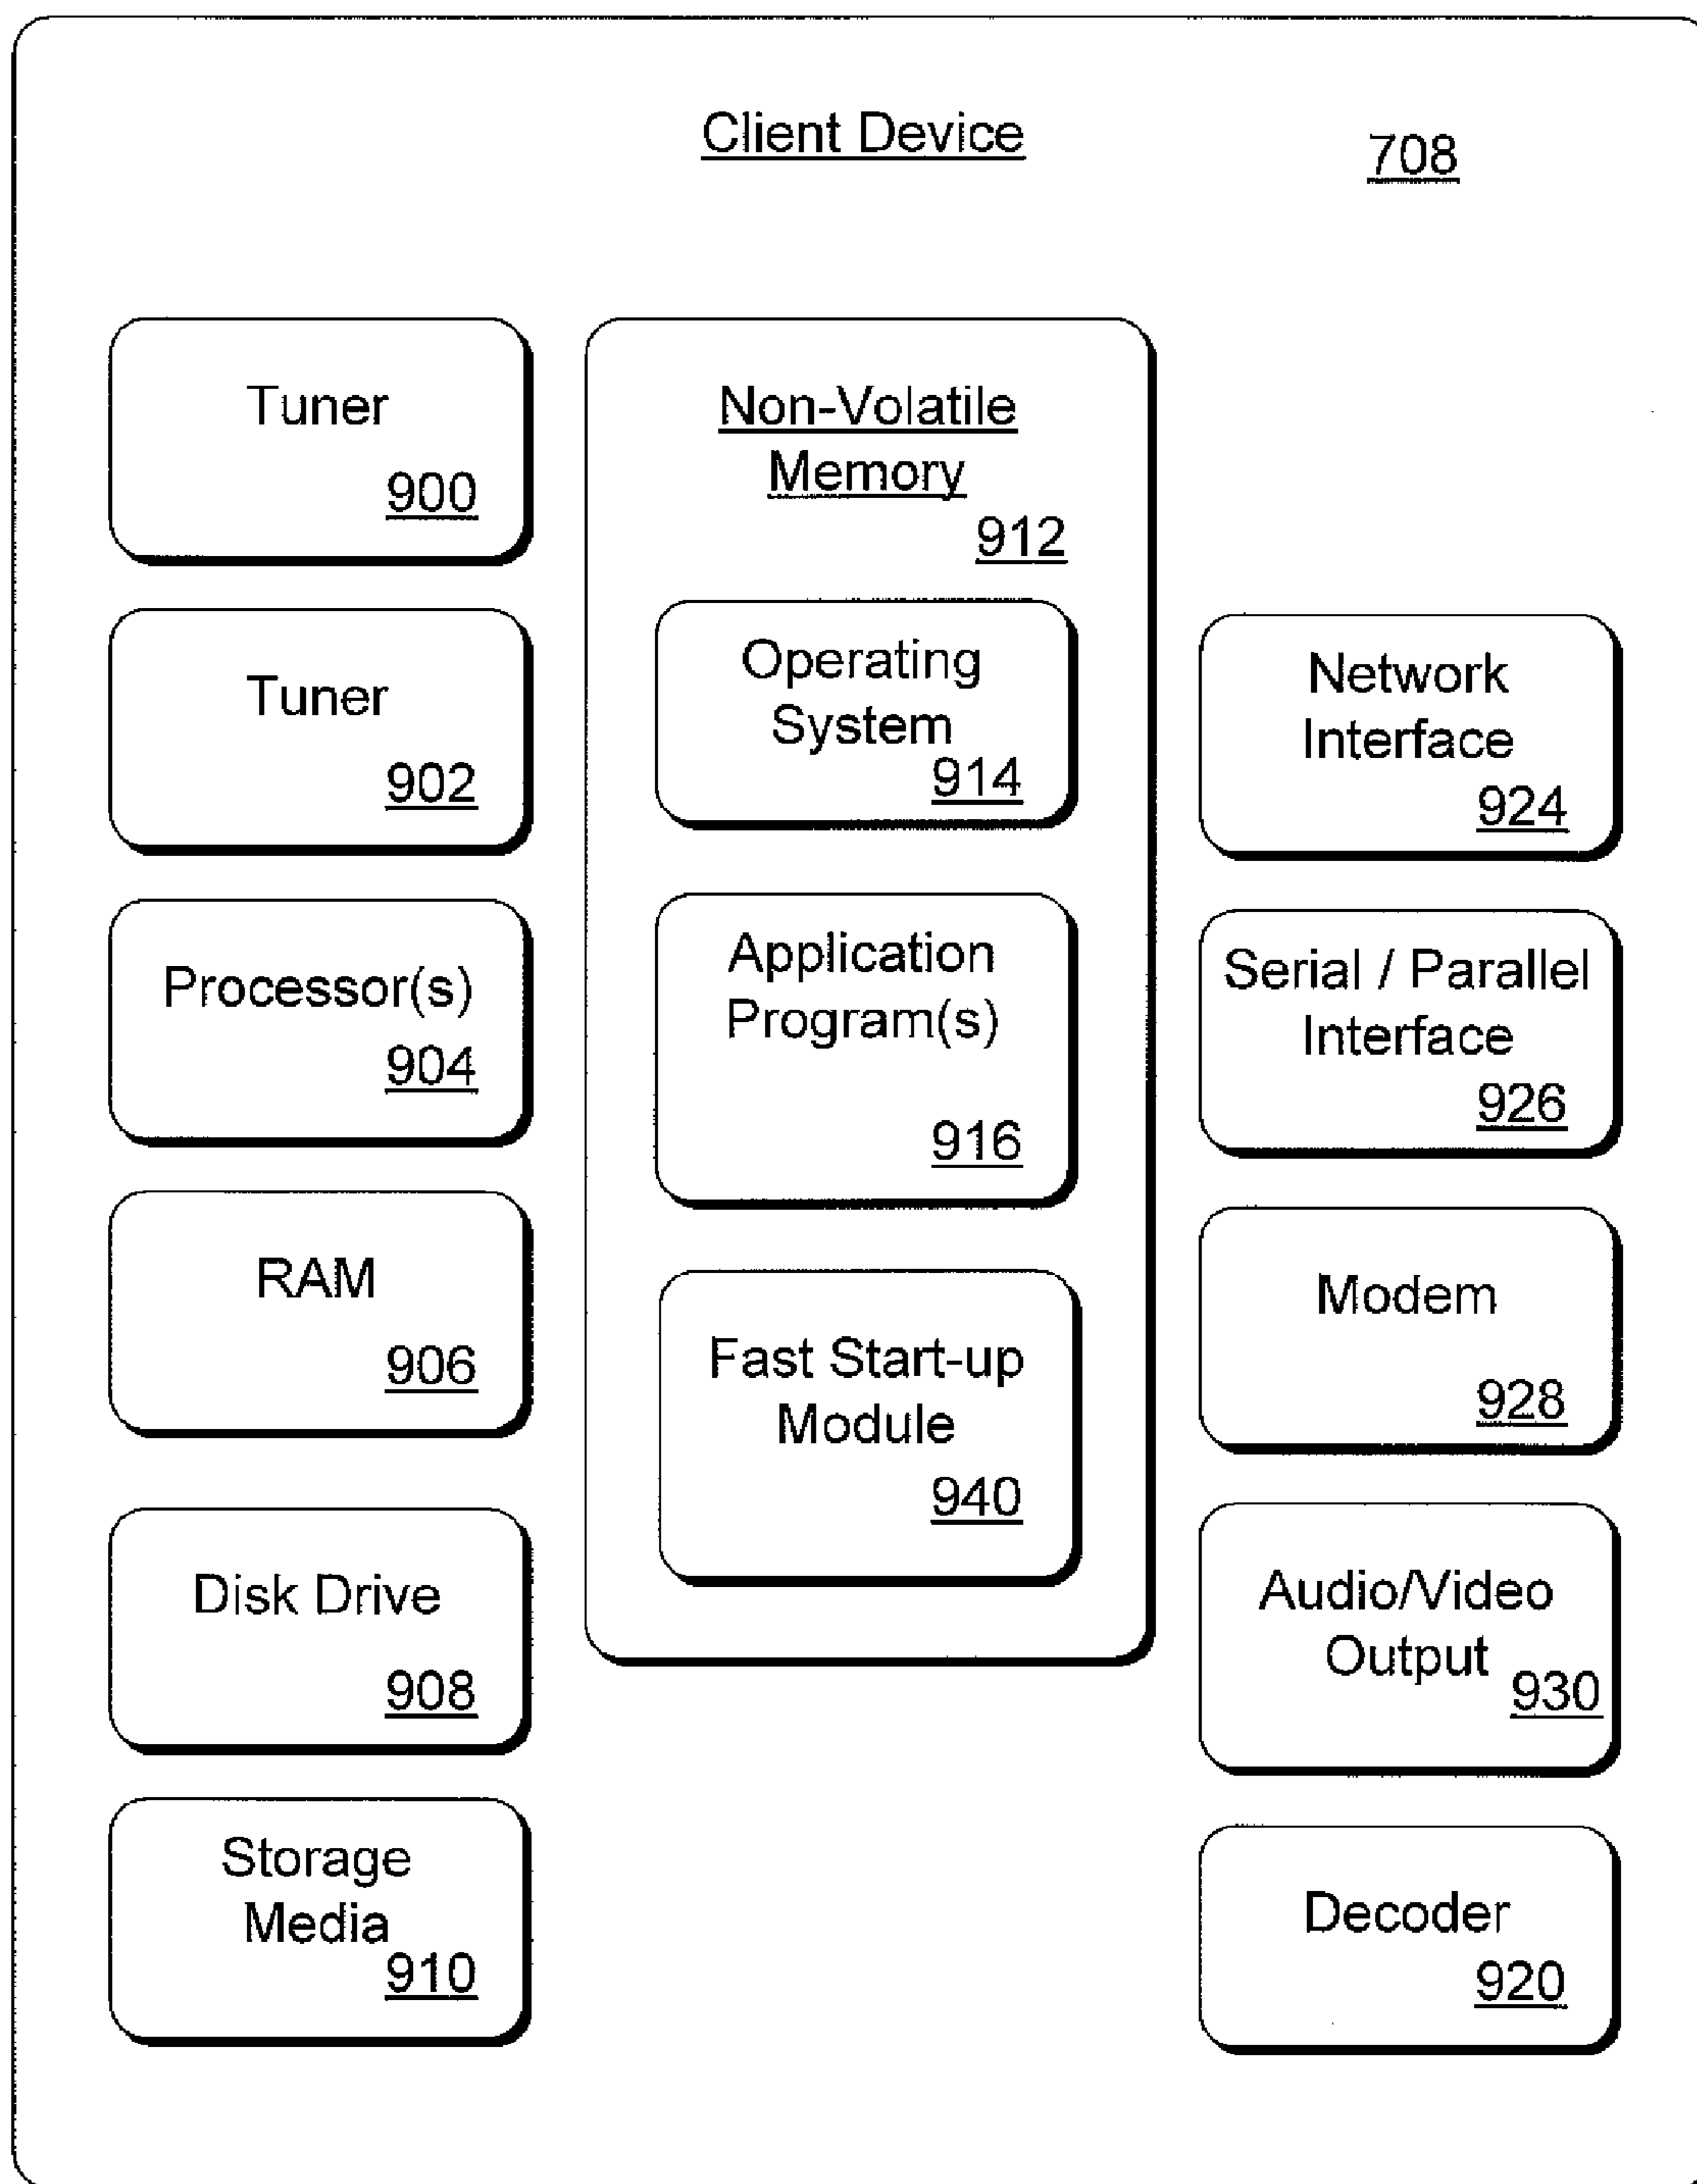 Client Device
708
Tuner
900
Tuner
902
Processor(s)
904
RAM
906
Disk Drive
908
Storage
Media
910
Non-Volatile
Memory
912
Operating
System
914
Application
Program(s)
916
Fast Start-up
Module
940
Network
Interface
924
Serial / Parallel
Interface
926
Modem
928
Audio/Video
Output
930
Decoder
920